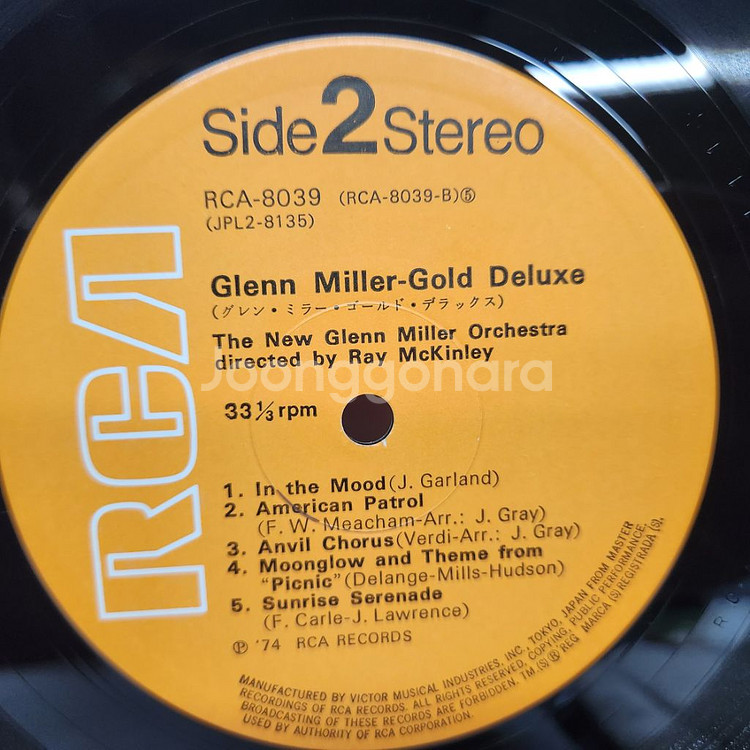 Side 2 Stereo
RCA-8039 (RCA-8039-B)⑤
(JPL2-8135)
Glenn Miller-Gold Deluxe
(グレン・ミラー・ゴールド・デラックス)
The New Glenn Miller Orchestra
directed by Ray McKinley
Joonggonara
33 1/3 rpm
1. In the Mood(J. Garland)
2. American Patrol
(F. W. Meacham-Arr.: J. Gray)
3. Anvil Chorus(Verdi-Arr.: J. Gray)
4. Moonglow and Theme from
"Picnic"(Delange-Mills-Hudson)
5. Sunrise Serenade
(F. Carle-J. Lawrence)
Ⓟ '74 RCA RECORDS
RCA
MANUFACTURED BY VICTOR MUSICAL INDUSTRIES, INC., TOKYO, JAPAN FROM MASTER
RECORDINGS OF RCA RECORDS. ALL RIGHTS RESERVED, COPYING, PUBLIC PERFORMANCE,
BROADCASTING OF THESE RECORDS ARE FORBIDDEN. TM.(S) ® REG MARCA (S) REGISTRADA (S).
USED BY AUTHORITY OF RCA CORPORATION.